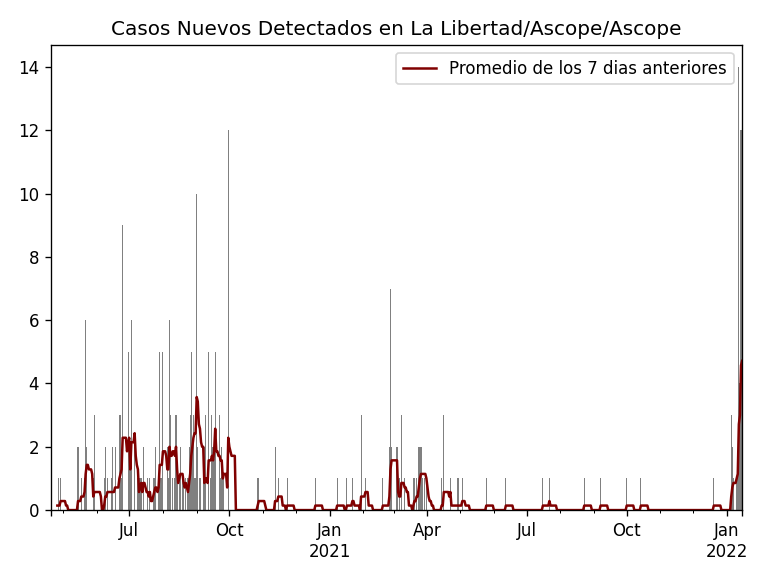 Casos Nuevos Detectados en La Libertad/Ascope/Ascope
Promedio de los 7 dias anteriores
14
12
10
8
6
4
2
0
Jul
Oct
Jan
2021
Apr
Jul
Oct
Jan
2022